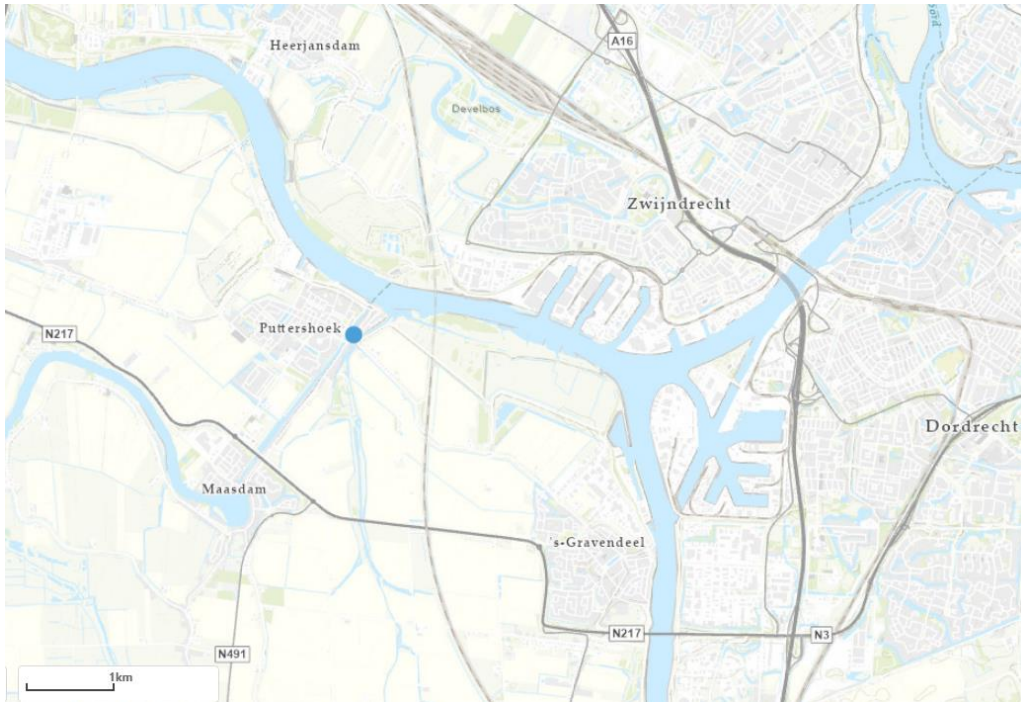 Heerjansdam
A16
Develbos
Zwijndrecht
Puttershoek
N217
Dordrecht
Maasdam
's-Gravendeel
N217
N3
N491
1km